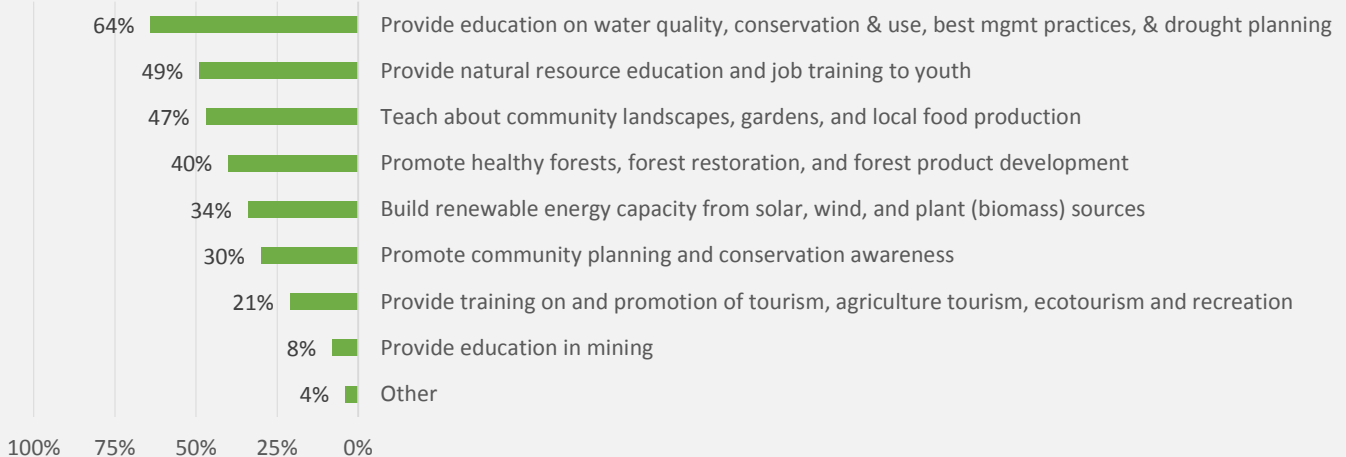 64% Provide education on water quality, conservation & use, best mgmt practices, & drought planning
49% Provide natural resource education and job training to youth
47% Teach about community landscapes, gardens, and local food production
40% Promote healthy forests, forest restoration, and forest product development
34% Build renewable energy capacity from solar, wind, and plant (biomass) sources
30% Promote community planning and conservation awareness
21% Provide training on and promotion of tourism, agriculture tourism, ecotourism and recreation
8% Provide education in mining
4% Other
100% 75% 50% 25% 0%